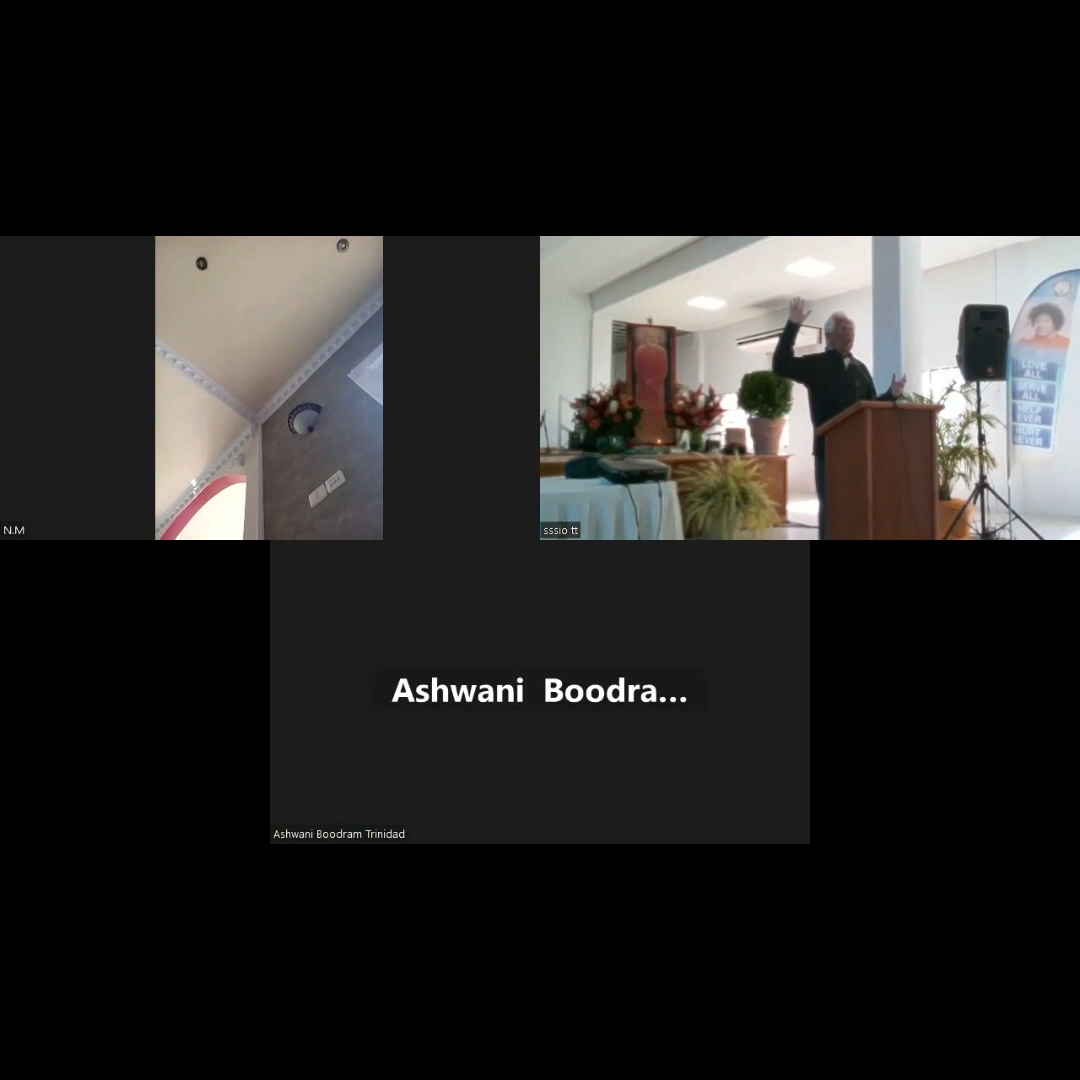 N.M
LOVE
ALL
SERVE
ALL
HELP
EVER
HURT
NEVER
sssio tt
Ashwani Boodra...
Ashwani Boodram Trinidad